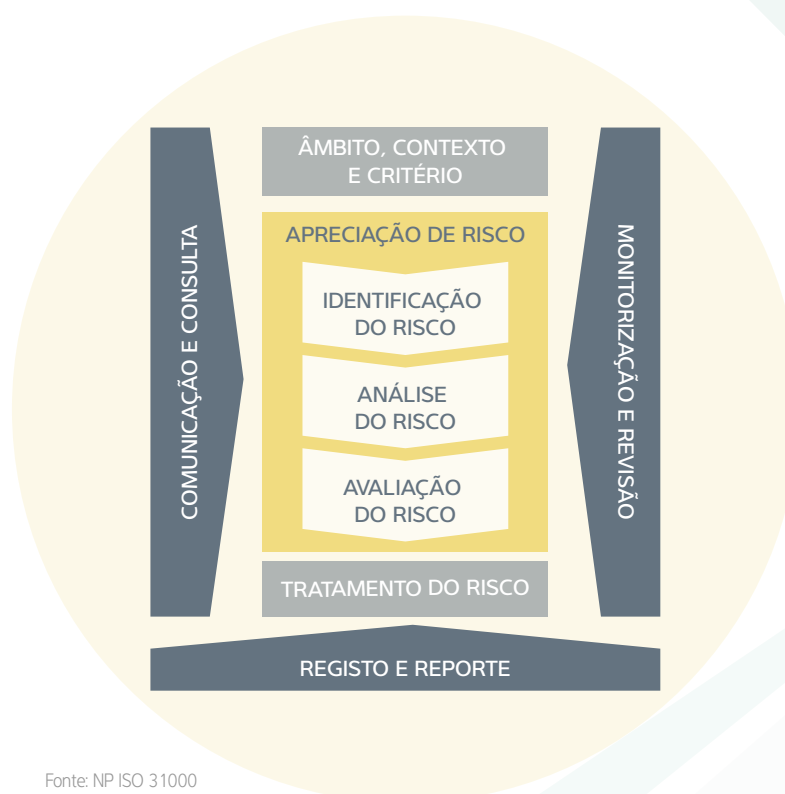 ÂMBITO, CONTEXTO
E CRITÉRIO
COMUNICAÇÃO E CONSULTA
APRECIAÇÃO DE RISCO
IDENTIFICAÇÃO
DO RISCO
ANÁLISE
DO RISCO
AVALIAÇÃO
DO RISCO
MONITORIZAÇÃO E REVISÃO
TRATAMENTO DO RISCO
REGISTO E REPORTE
Fonte: NP ISO 31000